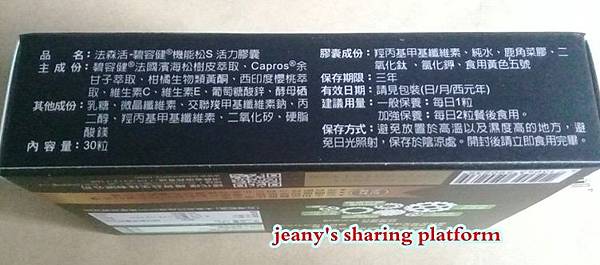 品名：法森活-碧容健®機能松S 活力膠囊
主成份：碧容健®法國濱海松樹皮萃取、Capros®余
甘子萃取、柑橘生物類黃酮、西印度櫻桃萃
取、維生素C、維生素E、葡萄糖酸鋅、酵母硒
其他成份：乳糖、微晶纖維素、交聯羧甲基纖維素鈉、丙
二醇、羥丙基纖維素、二氧化矽、硬脂
酸鎂
內容量：30粒
膠囊成份：羥丙基甲基纖維素、純水、鹿角菜膠、二
氧化鈦、氯化鉀、食用黃色五號
保存期限：三年
有效日期：請見包裝(日/月/西元年)
建議用量：一般保養：每日1粒
加強保養：每日2粒餐後食用。
保存方式：避免放置於高溫以及濕度高的地方，避
免日光照射，保存於陰涼處。開封後請立即食用完畢。
jeany's sharing platform